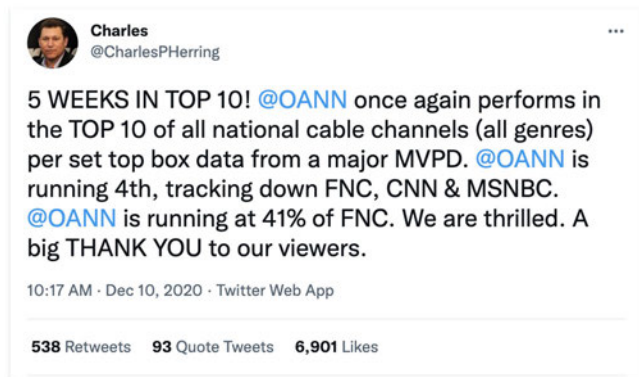 Charles
@CharlesPHerring
5 WEEKS IN TOP 10! @OANN once again performs in
the TOP 10 of all national cable channels (all genres)
per set top box data from a major MVPD. @OANN is
running 4th, tracking down FNC, CNN & MSNBC.
@OANN is running at 41% of FNC. We are thrilled. A
big THANK YOU to our viewers.
10:17 AM · Dec 10, 2020 · Twitter Web App
538 Retweets 93 Quote Tweets 6,901 Likes